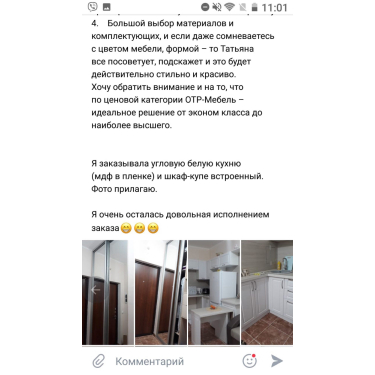 11:01
4. Большой выбор материалов и
комплектующих, и если даже сомневаетесь
с цветом мебели, формой – то Татьяна
все посоветует, подскажет и это будет
действительно стильно и красиво.
Хочу обратить внимание и на то, что
по ценовой категории ОТР-Мебель –
идеальное решение от эконом класса до
наиболее высшего.
Я заказывала угловую белую кухню
(мдф в пленке) и шкаф-купе встроенный.
Фото прилагаю.
Я очень осталась довольная исполнением
заказа😁😁😁
Комментарий